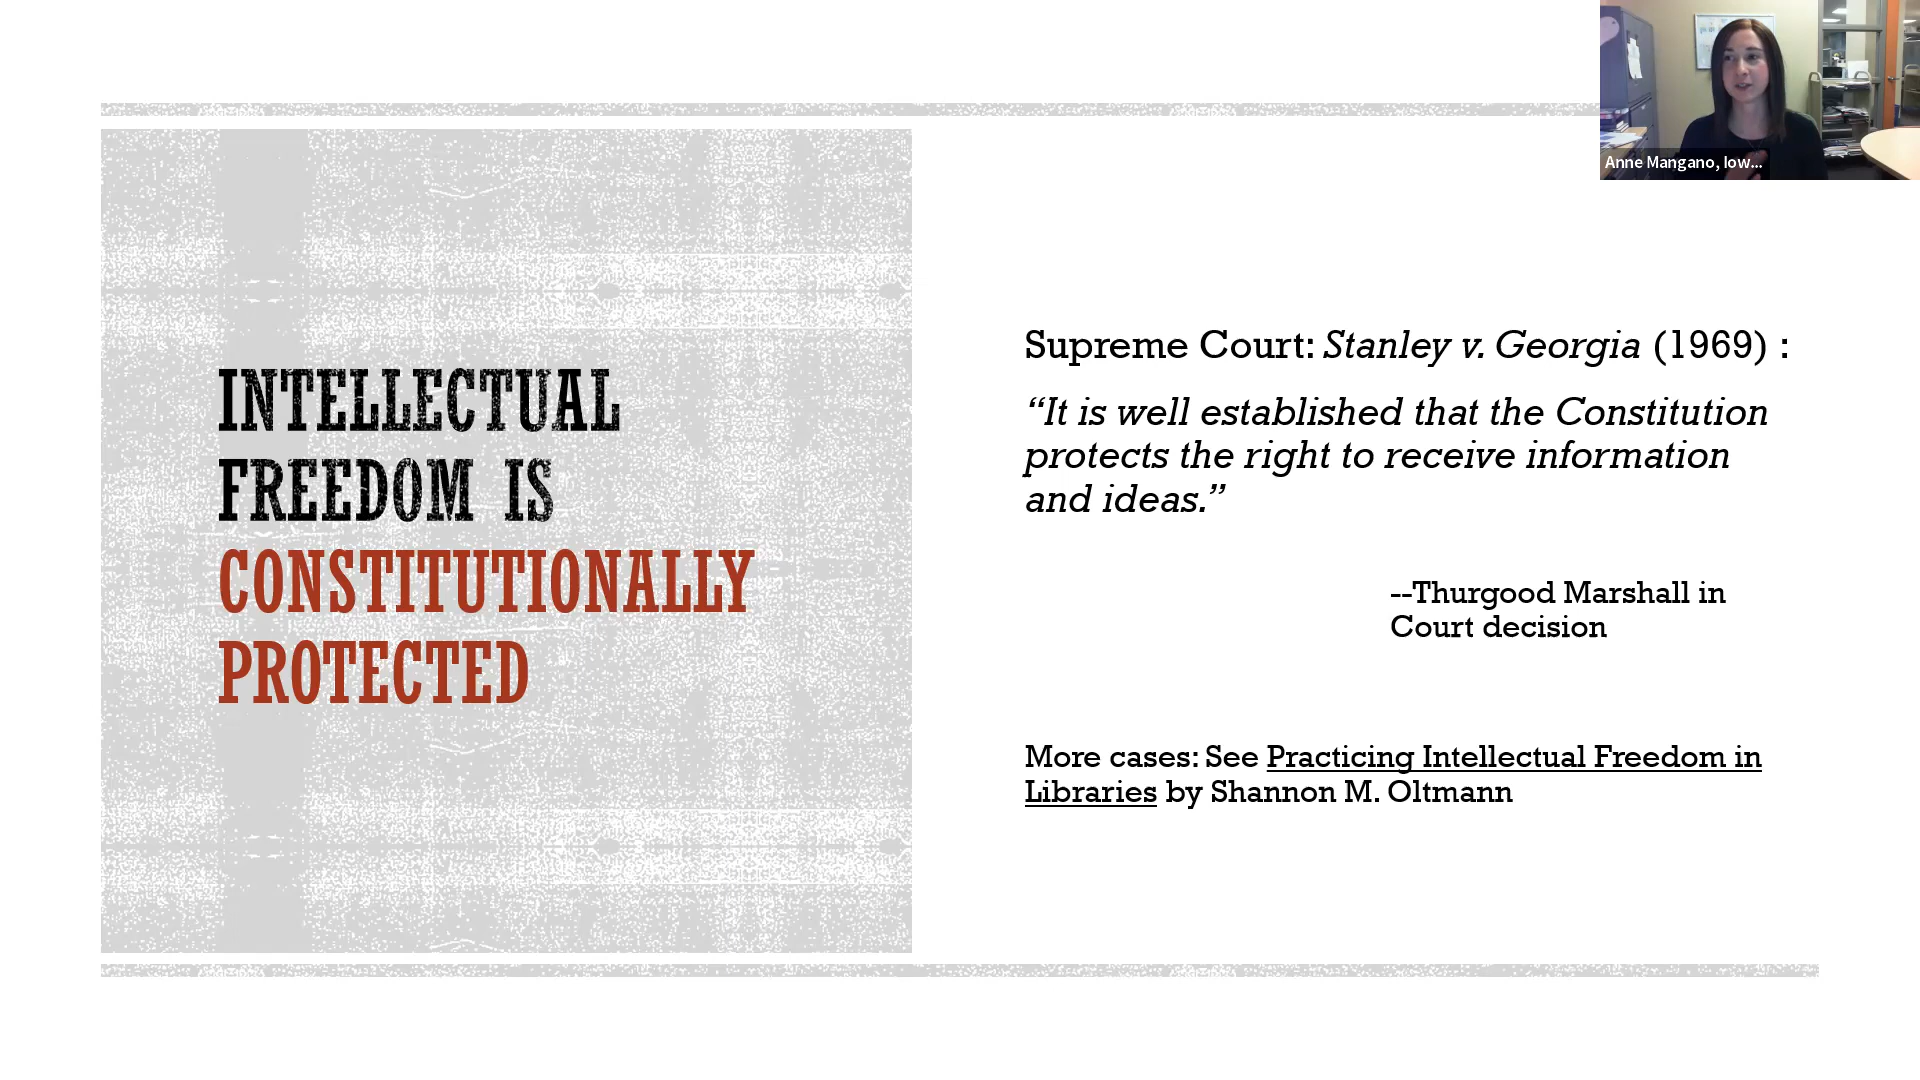 Anne Mangano, Iow...
INTELLECTUAL
FREEDOM IS
CONSTITUTIONALLY
PROTECTED
Supreme Court: Stanley v. Georgia (1969) :
“It is well established that the Constitution
protects the right to receive information
and ideas.”
--Thurgood Marshall in
Court decision
More cases: See Practicing Intellectual Freedom in
Libraries by Shannon M. Oltmann